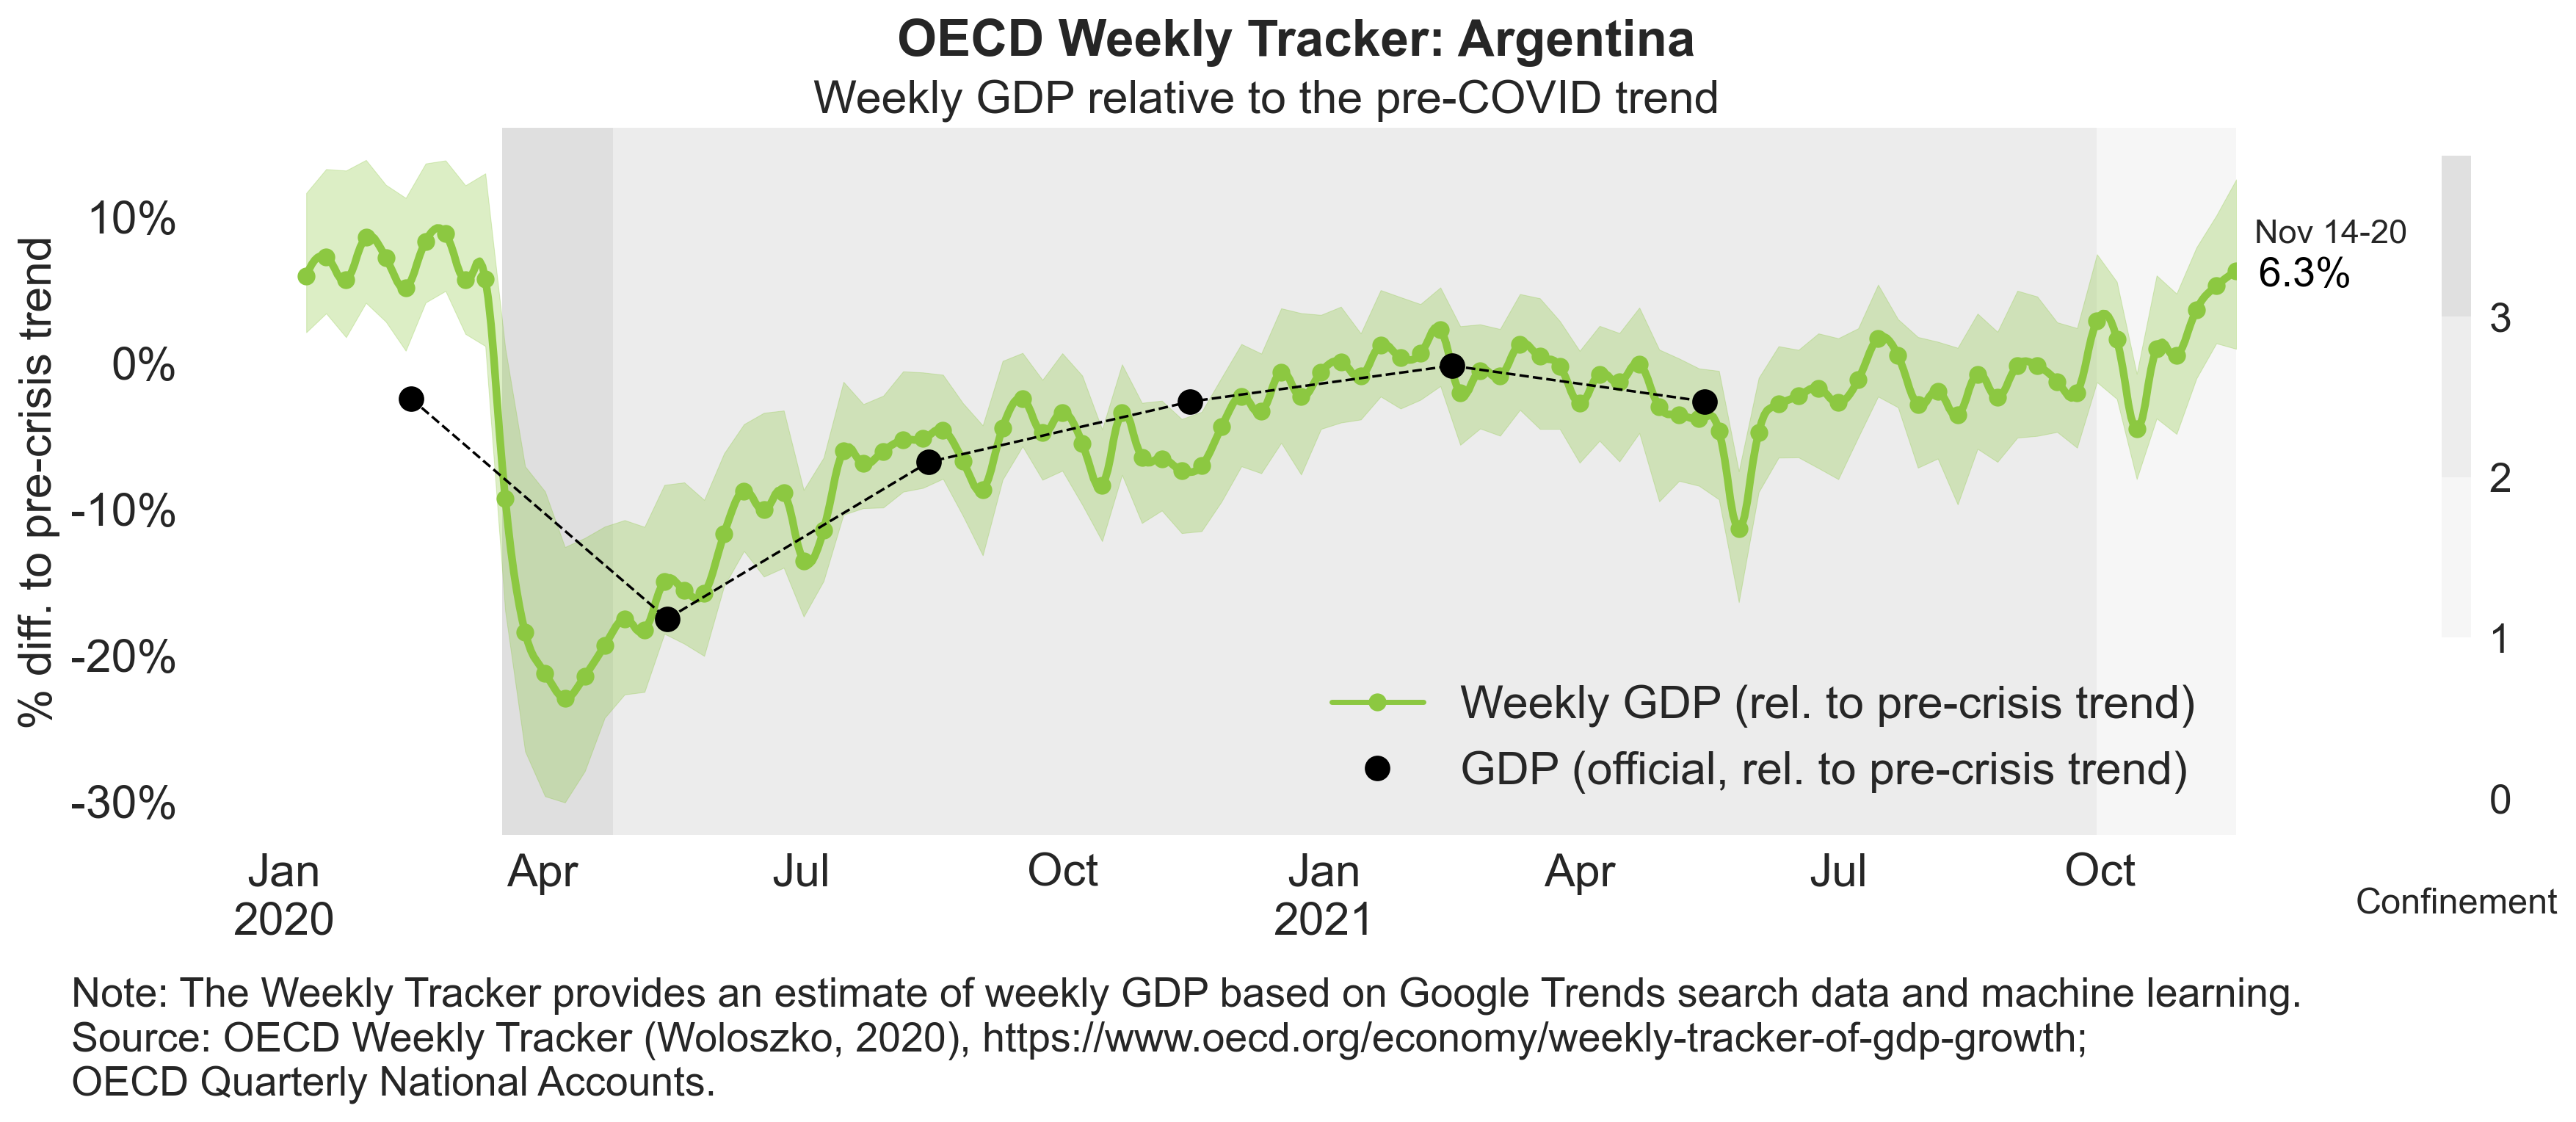 OECD Weekly Tracker: Argentina
Weekly GDP relative to the pre-COVID trend
% diff. to pre-crisis trend
10%
0%
-10%
-20%
-30%
Nov 14-20
6.3%
Weekly GDP (rel. to pre-crisis trend)
GDP (official, rel. to pre-crisis trend)
3
2
1
0
Confinement
Jan Apr Jul Oct Jan Apr Jul Oct
2020 2021
Note: The Weekly Tracker provides an estimate of weekly GDP based on Google Trends search data and machine learning.
Source: OECD Weekly Tracker (Woloszko, 2020), https://www.oecd.org/economy/weekly-tracker-of-gdp-growth;
OECD Quarterly National Accounts.